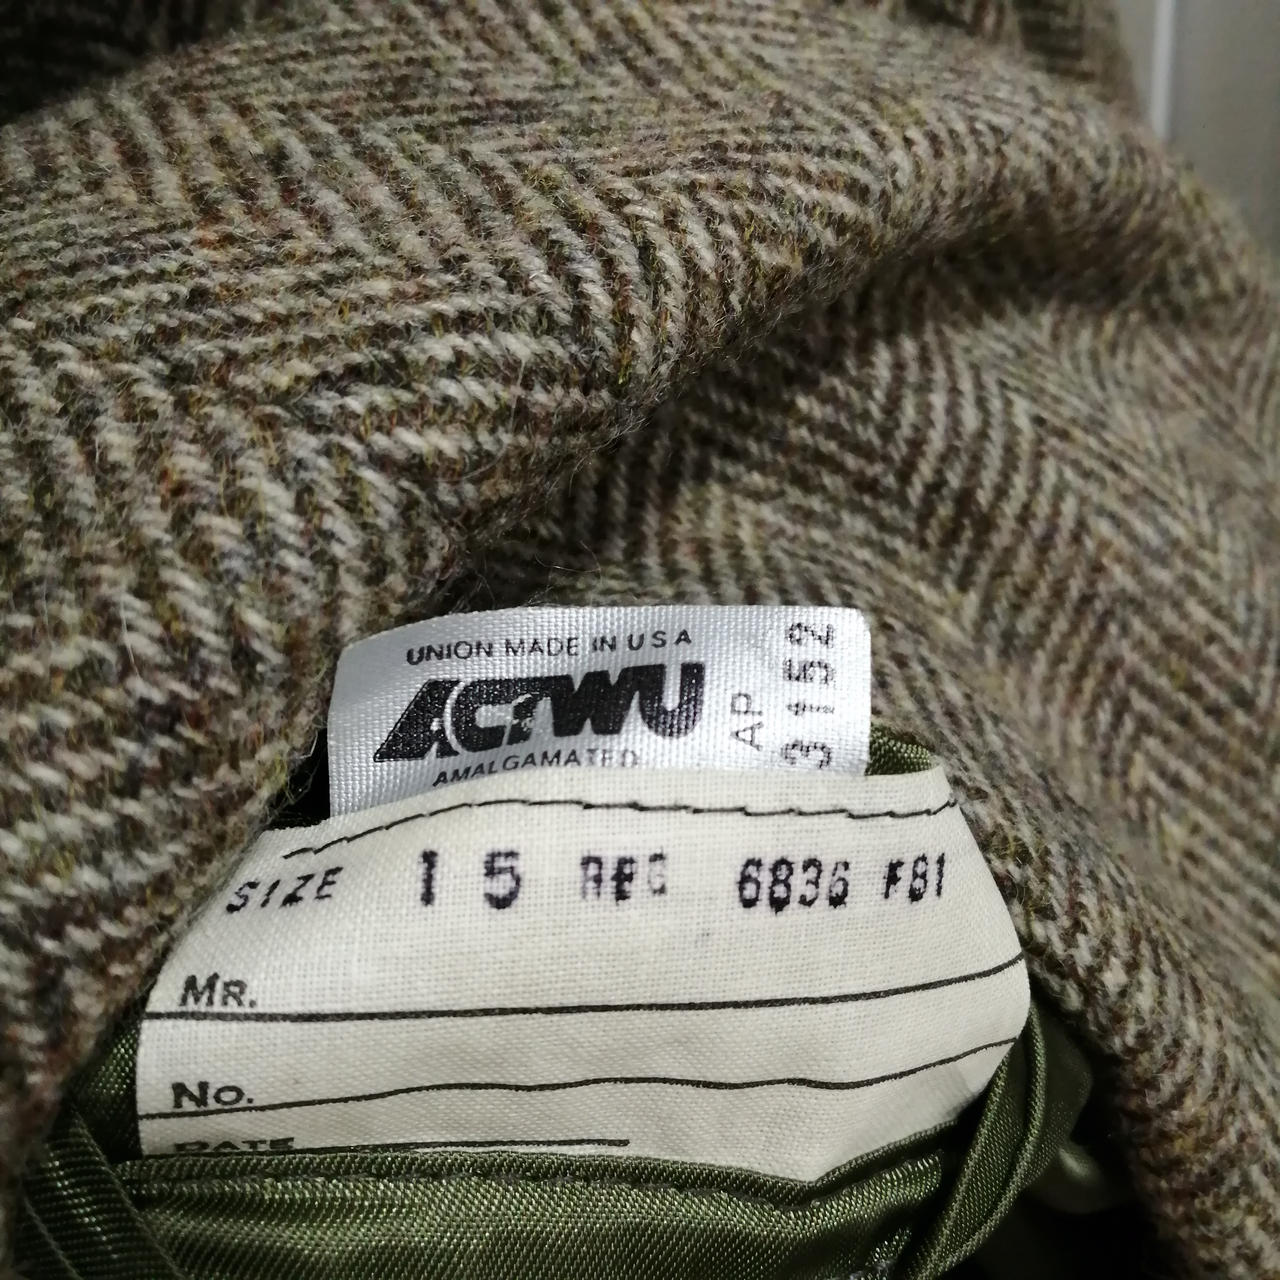 UNION MADE IN USA
ACTWU
AMALGAMATED
AP
3152
SIZE 15 REG 6836 F81
MR.
NO.
DATE